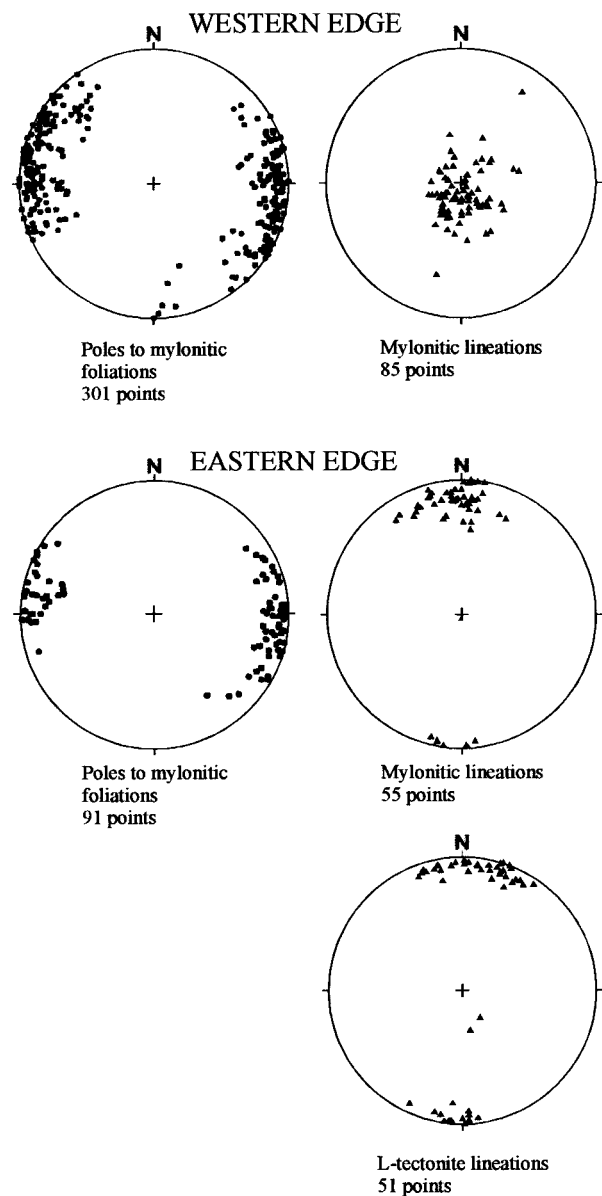 WESTERN EDGE
N
N
Poles to mylonitic
foliations
301 points
Mylonitic lineations
85 points
EASTERN EDGE
N
N
Poles to mylonitic
foliations
91 points
Mylonitic lineations
55 points
N
L-tectonite lineations
51 points